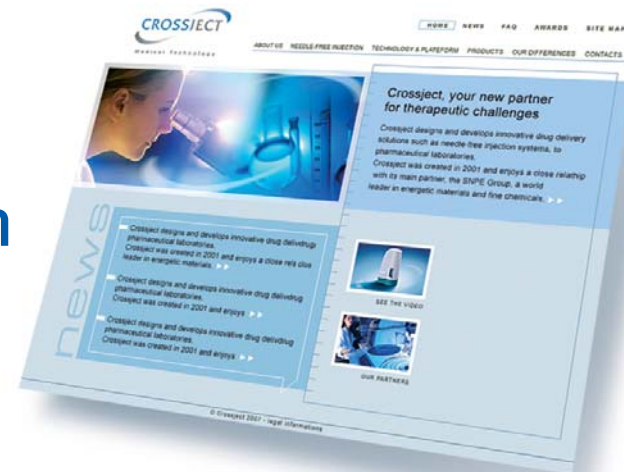 CROSSJECT
Medical Technology
HOME NEWS FAQ AWARDS SITE MAP
ABOUT US NEEDLE-FREE INJECTION TECHNOLOGY & PLATEFORM PRODUCTS OUR DIFFERENCES CONTACTS
Crossject, your new partner
for therapeutic challenges
Crossject designs and develops innovative drug delivery
solutions such as needle-free injection systems, to
pharmaceutical laboratories.
Crossject was created in 2001 and enjoys a close relathip
with its main partner, the SNPE Group, a world
leader in energetic materials and fine chemicals.
n
news
Crossject designs and develops innovative drug delivdrug
pharmaceutical laboratories.
Crossject was created in 2001 and enjoys a close rels clus
leader in energetic materials.
Crossject designs and develops innovative drug delivdrug
pharmaceutical laboratories.
Crossject was created in 2001 and enjoys
Crossject designs and develops innovative drug delivdrug
pharmaceutical laboratories.
Crossject was created in 2001 and enjoys
SEE THE VIDEO
OUR PARTNERS
© Crossject 2007 - legal informations